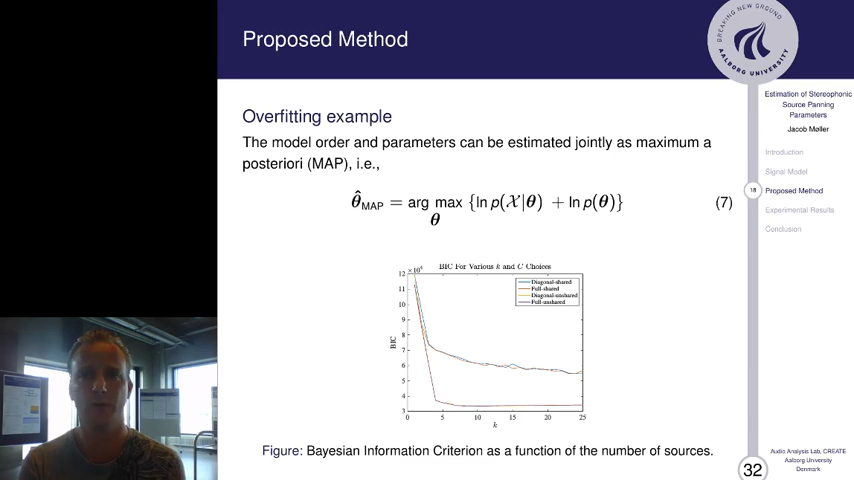 Proposed Method
BREAKING NEW GROUND
AALBORG UNIVERSITY
Overfitting example
The model order and parameters can be estimated jointly as maximum a
posteriori (MAP), i.e.,
θ̂_MAP = arg max {ln p(𝒳|θ) + ln p(θ)} (7)
θ
BIC For Various k and C Choices
×10⁴
12
11
10
9
8
7
6
5
4
3
BIC
Diagonal-shared
Full-shared
Diagonal-unshared
Full-unshared
0 5 10 15 20 25
k
Figure: Bayesian Information Criterion as a function of the number of sources.
Estimation of Stereophonic
Source Panning
Parameters
Jacob Møller
Introduction
Signal Model
18
Proposed Method
Experimental Results
Conclusion
Audio Analysis Lab, CREATE
Aalborg University
Denmark
32